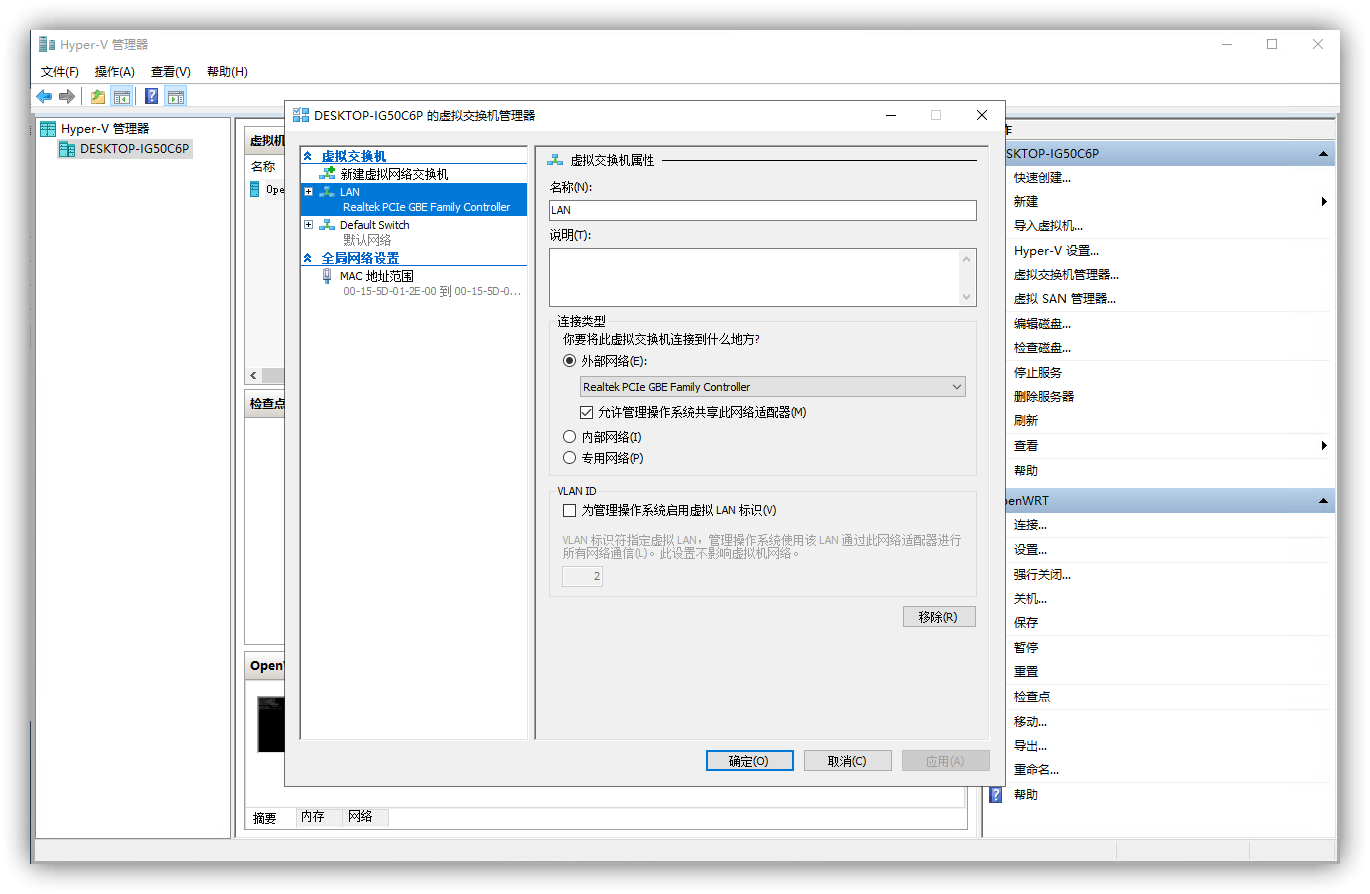 Hyper-V 管理器
文件(F) 操作(A) 查看(V) 帮助(H)
Hyper-V 管理器
DESKTOP-IG50C6P
虚拟机
名称
Ope
检查点
Open
摘要 内存 网络
DESKTOP-IG50C6P 的虚拟交换机管理器
虚拟交换机
新建虚拟网络交换机
LAN
Realtek PCIe GBE Family Controller
Default Switch
默认网络
全局网络设置
MAC 地址范围
00-15-5D-01-2E-00 到 00-15-5D-0...
虚拟交换机属性
名称(N):
LAN
说明(T):
连接类型
你要将此虚拟交换机连接到什么地方?
外部网络(E):
Realtek PCIe GBE Family Controller
允许管理操作系统共享此网络适配器(M)
内部网络(I)
专用网络(P)
VLAN ID
为管理操作系统启用虚拟 LAN 标识(V)
VLAN 标识符指定虚拟 LAN，管理操作系统使用该 LAN 通过此网络适配器进行
所有网络通信(L)。此设置不影响虚拟机网络。
2
移除(R)
确定(O) 取消(C) 应用(A)
作
SKTOP-IG50C6P
快速创建...
新建
导入虚拟机...
Hyper-V 设置...
虚拟交换机管理器...
虚拟 SAN 管理器...
编辑磁盘...
检查磁盘...
停止服务
删除服务器
刷新
查看
帮助
enWRT
连接...
设置...
强行关闭...
关机...
保存
暂停
重置
检查点
移动...
导出...
重命名...
帮助